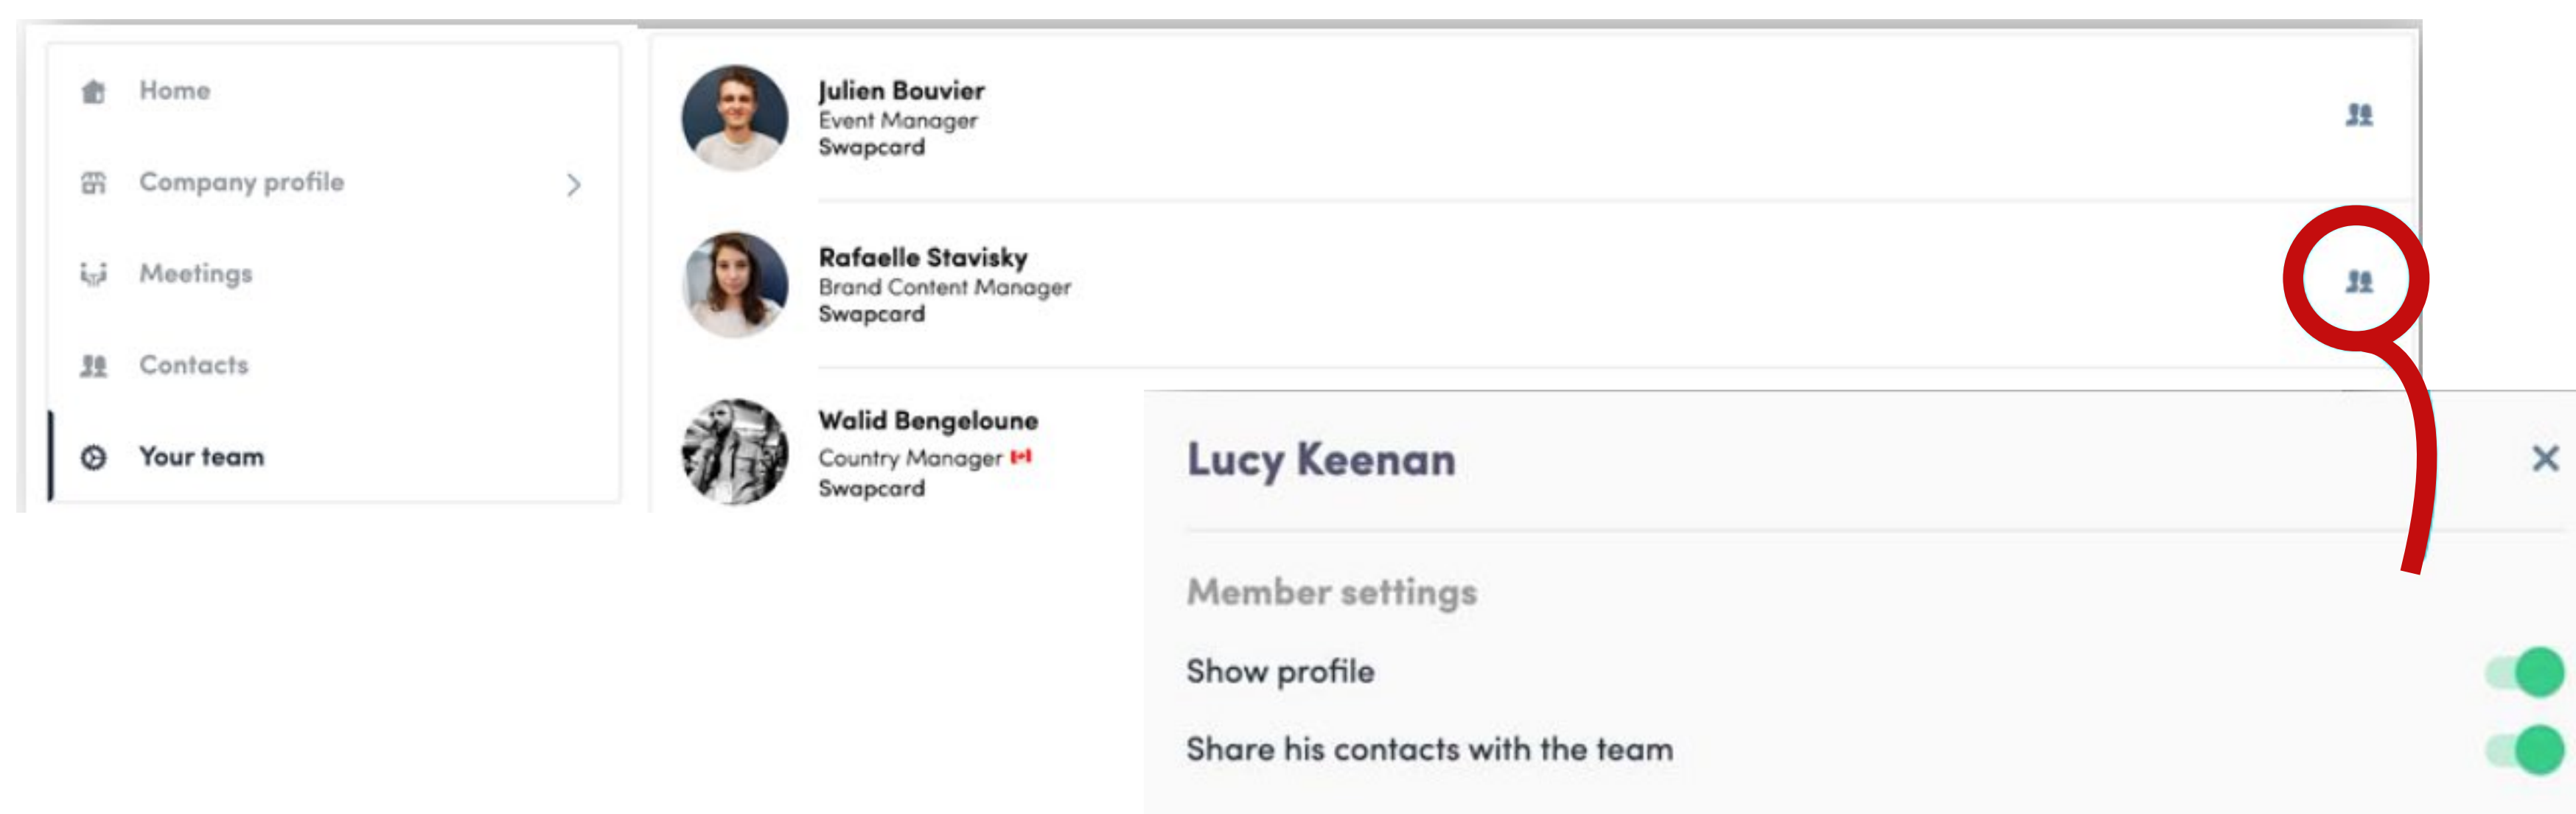 Home
Company profile
Meetings
Contacts
Your team
Julien Bouvier
Event Manager
Swapcard
Rafaelle Stavisky
Brand Content Manager
Swapcard
Walid Bengeloune
Country Manager 🇨🇦
Swapcard
Lucy Keenan
Member settings
Show profile
Share his contacts with the team